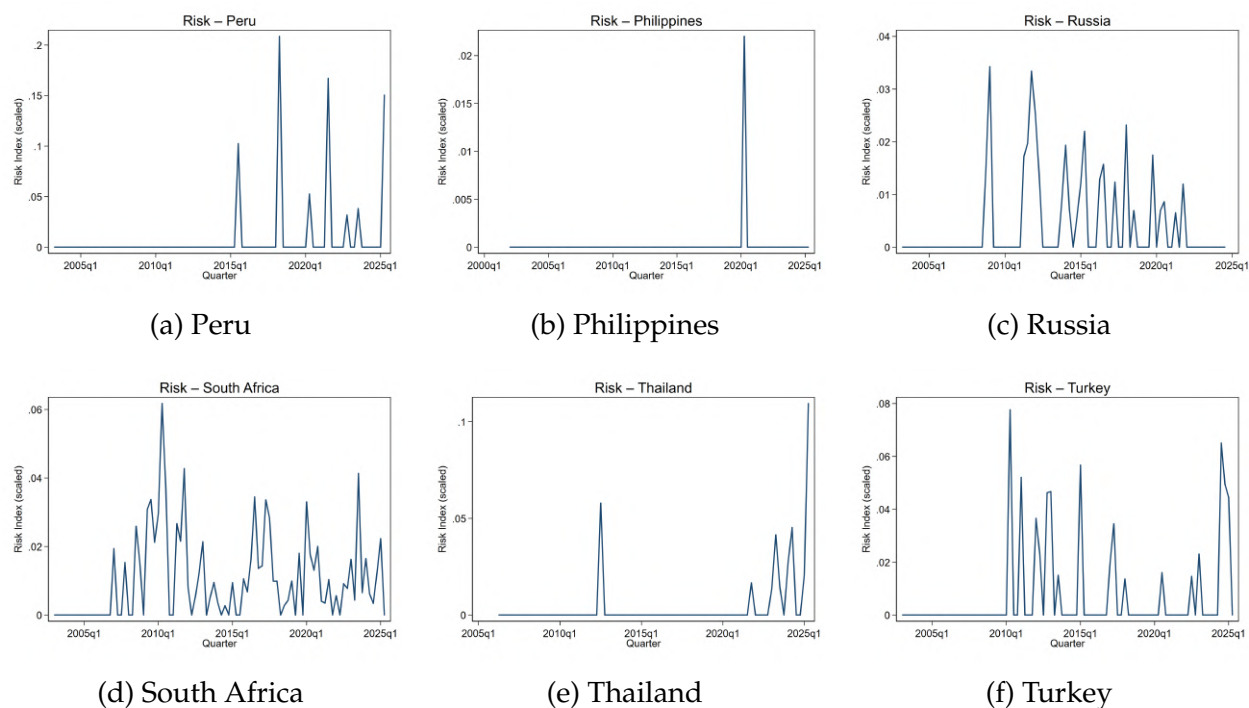 Risk – Peru
Risk Index (scaled)
.2
.15
.1
.05
0
2005q1 2010q1 2015q1 2020q1 2025q1
Quarter
(a) Peru
Risk – Philippines
Risk Index (scaled)
.02
.015
.01
.005
0
2000q1 2005q1 2010q1 2015q1 2020q1 2025q1
Quarter
(b) Philippines
Risk – Russia
Risk Index (scaled)
.04
.03
.02
.01
0
2005q1 2010q1 2015q1 2020q1 2025q1
Quarter
(c) Russia
Risk – South Africa
Risk Index (scaled)
.06
.04
.02
0
2005q1 2010q1 2015q1 2020q1 2025q1
Quarter
(d) South Africa
Risk – Thailand
Risk Index (scaled)
.1
.05
0
2005q1 2010q1 2015q1 2020q1 2025q1
Quarter
(e) Thailand
Risk – Turkey
Risk Index (scaled)
.08
.06
.04
.02
0
2005q1 2010q1 2015q1 2020q1 2025q1
Quarter
(f) Turkey